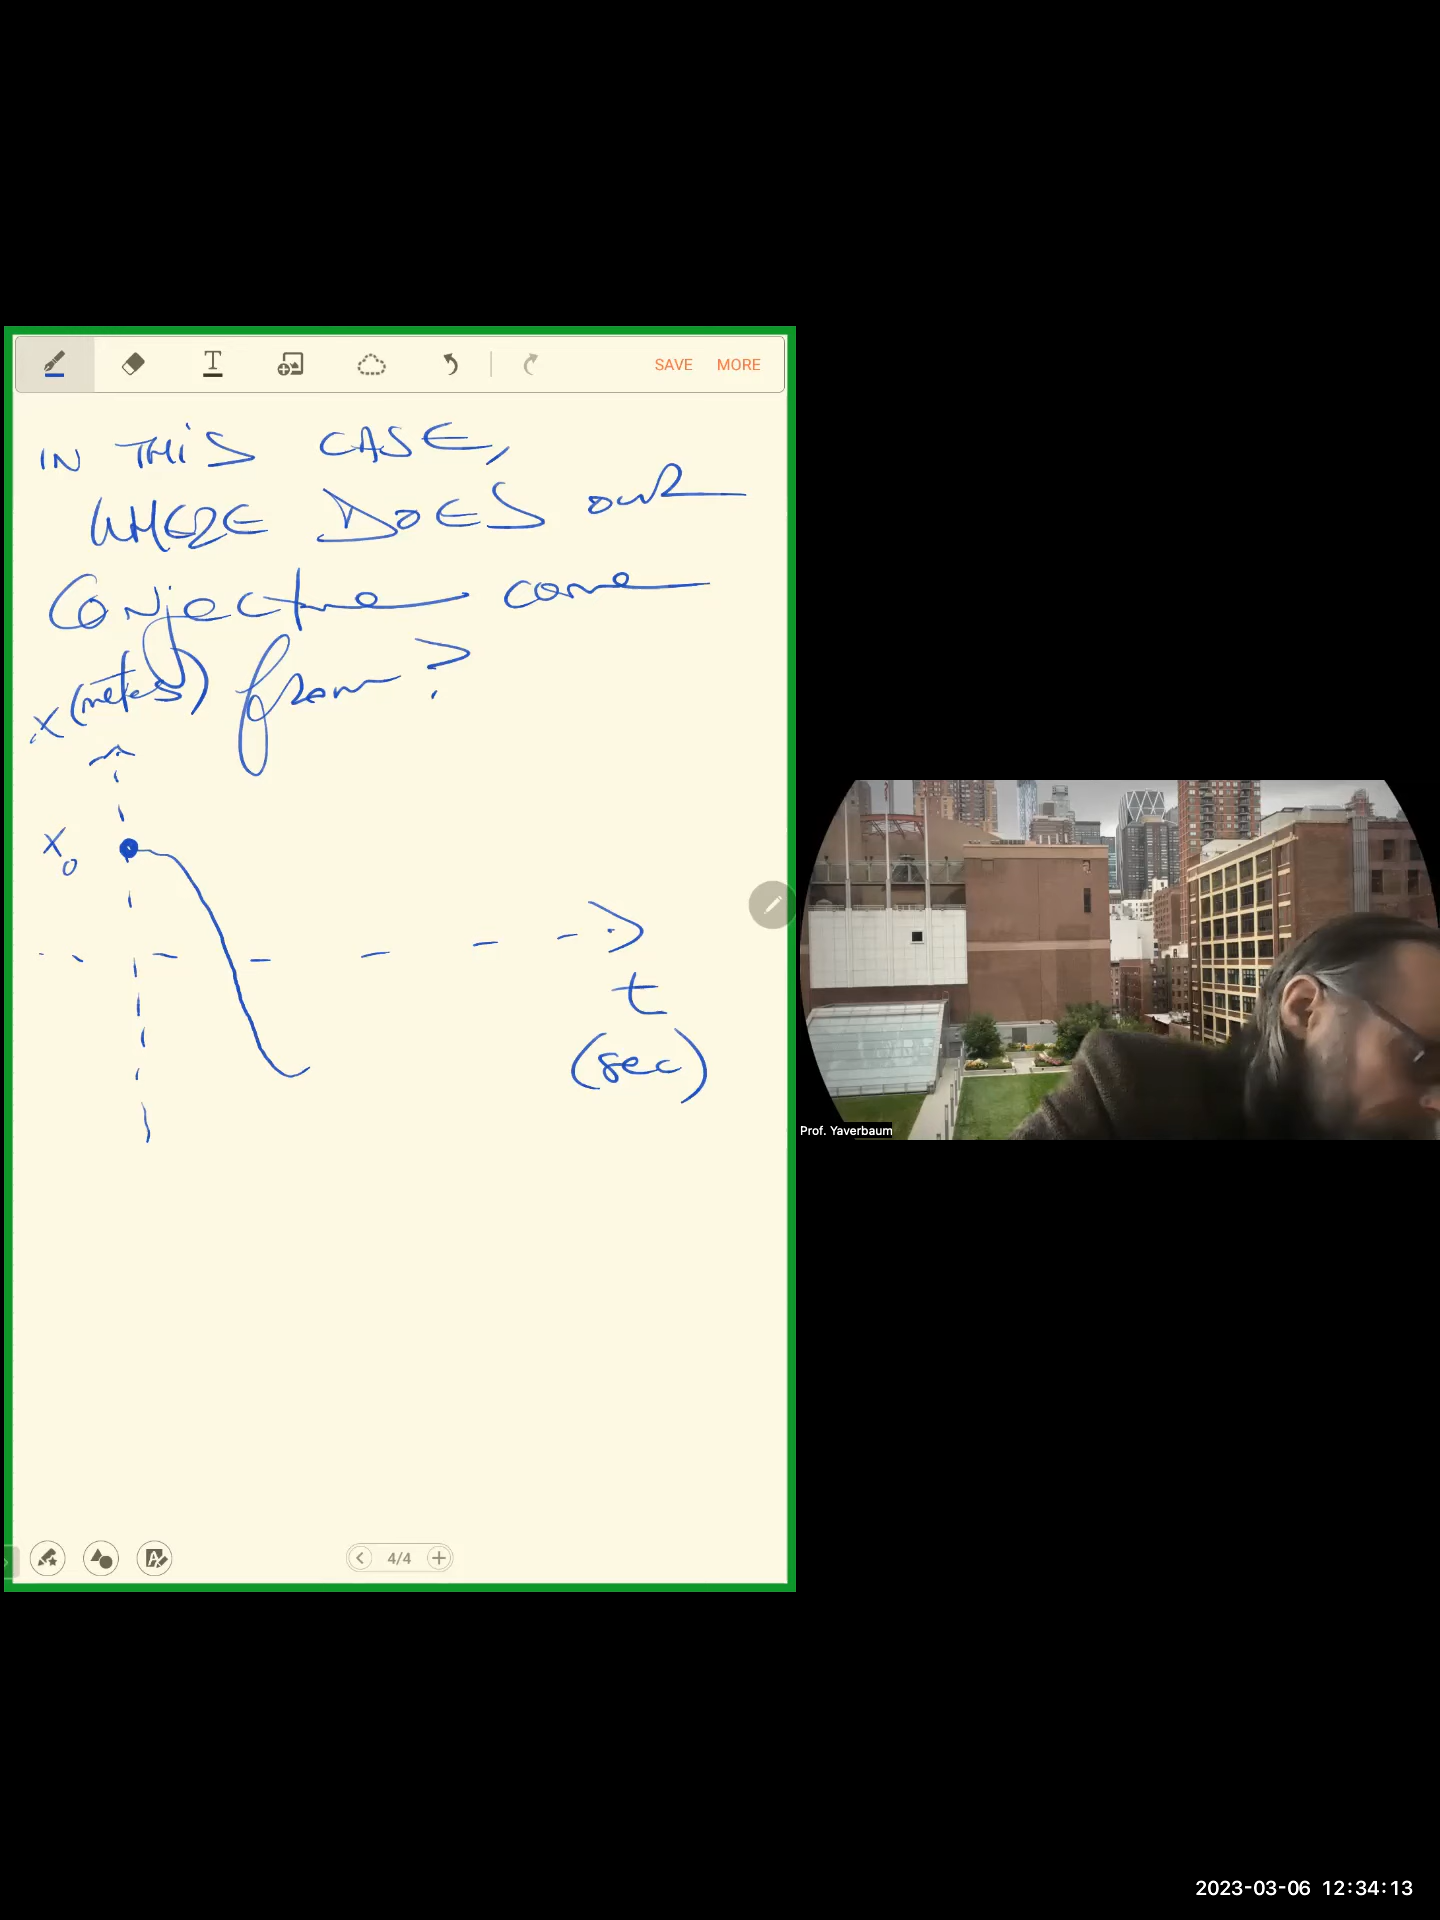 SAVE MORE
IN THIS CASE,
WHERE DOES our
Conjecture come
from?
x (meters)
x₀
t
(sec)
4/4
Prof. Yaverbaum
2023-03-06 12:34:13